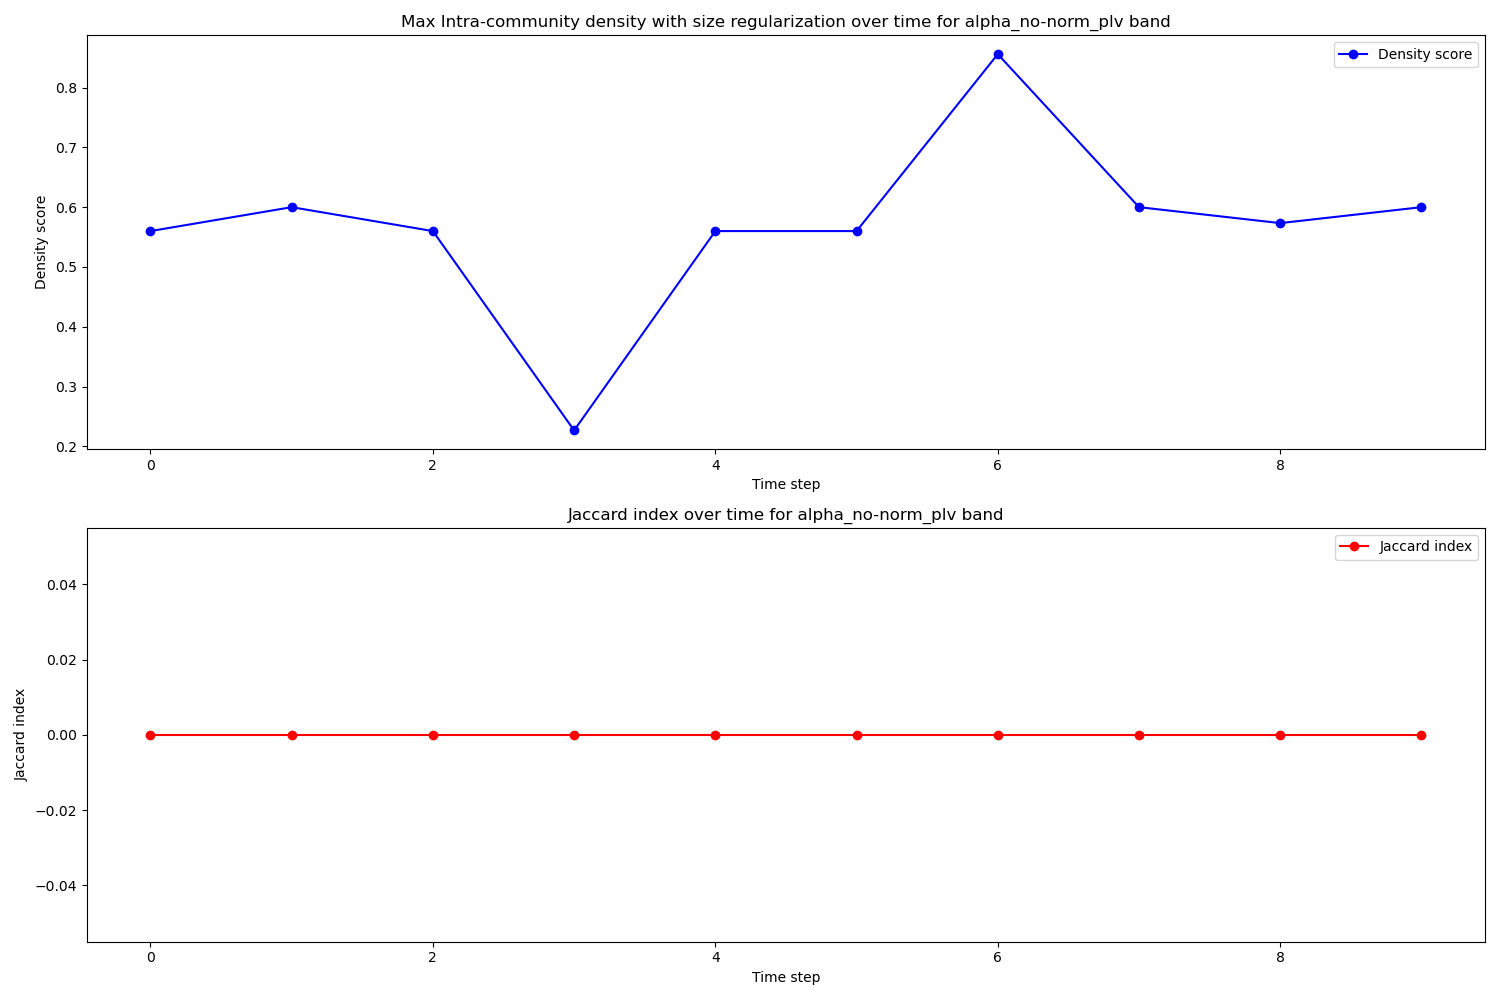 Max Intra-community density with size regularization over time for alpha_no-norm_plv band
Density score
0.8
0.7
0.6
0.5
0.4
0.3
0.2
Density score
0 2 4 6 8
Time step
Jaccard index over time for alpha_no-norm_plv band
Jaccard index
0.04
0.02
0.00
−0.02
−0.04
Jaccard index
0 2 4 6 8
Time step